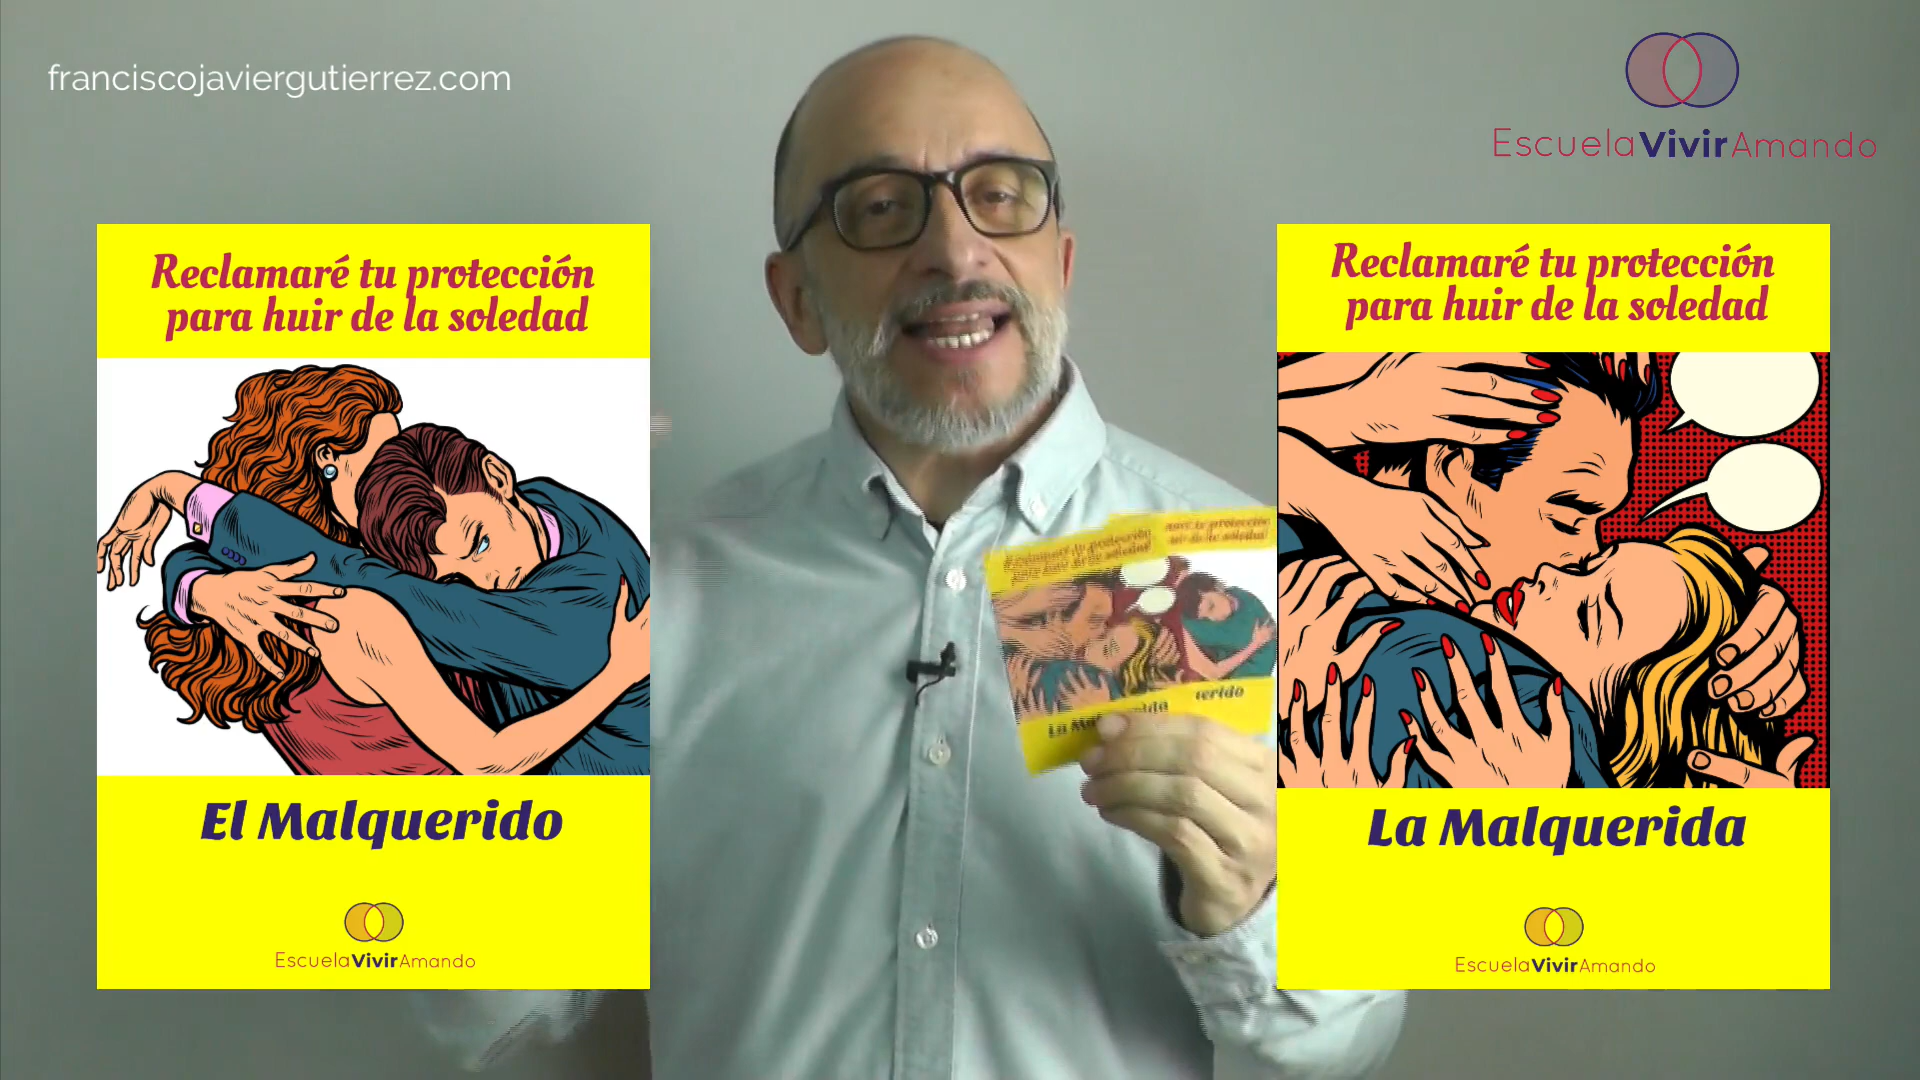 franciscojaviergutierrez.com
EscuelaVivirAmando
Reclamaré tu protección
para huir de la soledad
El Malquerido
EscuelaVivirAmando
Reclamaré tu protección
para huir de la soledad
La Malquerida
EscuelaVivirAmando